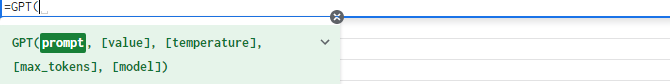 =GPT(
GPT(prompt, [value], [temperature],
[max_tokens], [model])